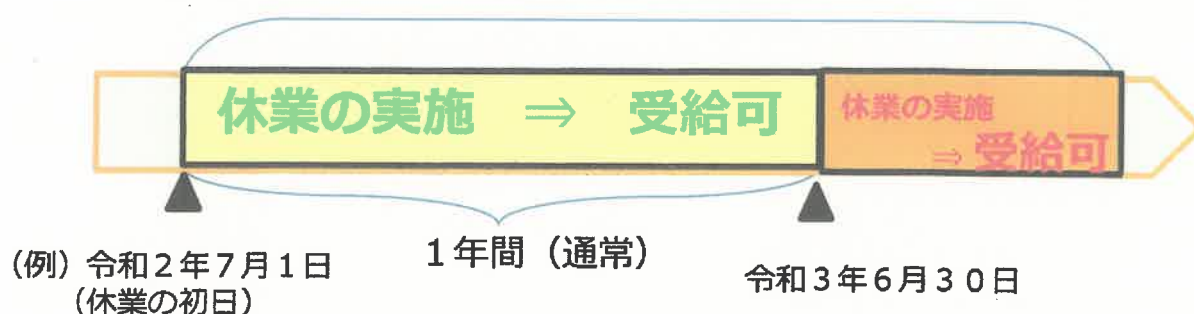 休業の実施 ⇒ 受給可
休業の実施
⇒ 受給可
1年間（通常）
（例）令和２年７月１日
（休業の初日）
令和３年６月３０日